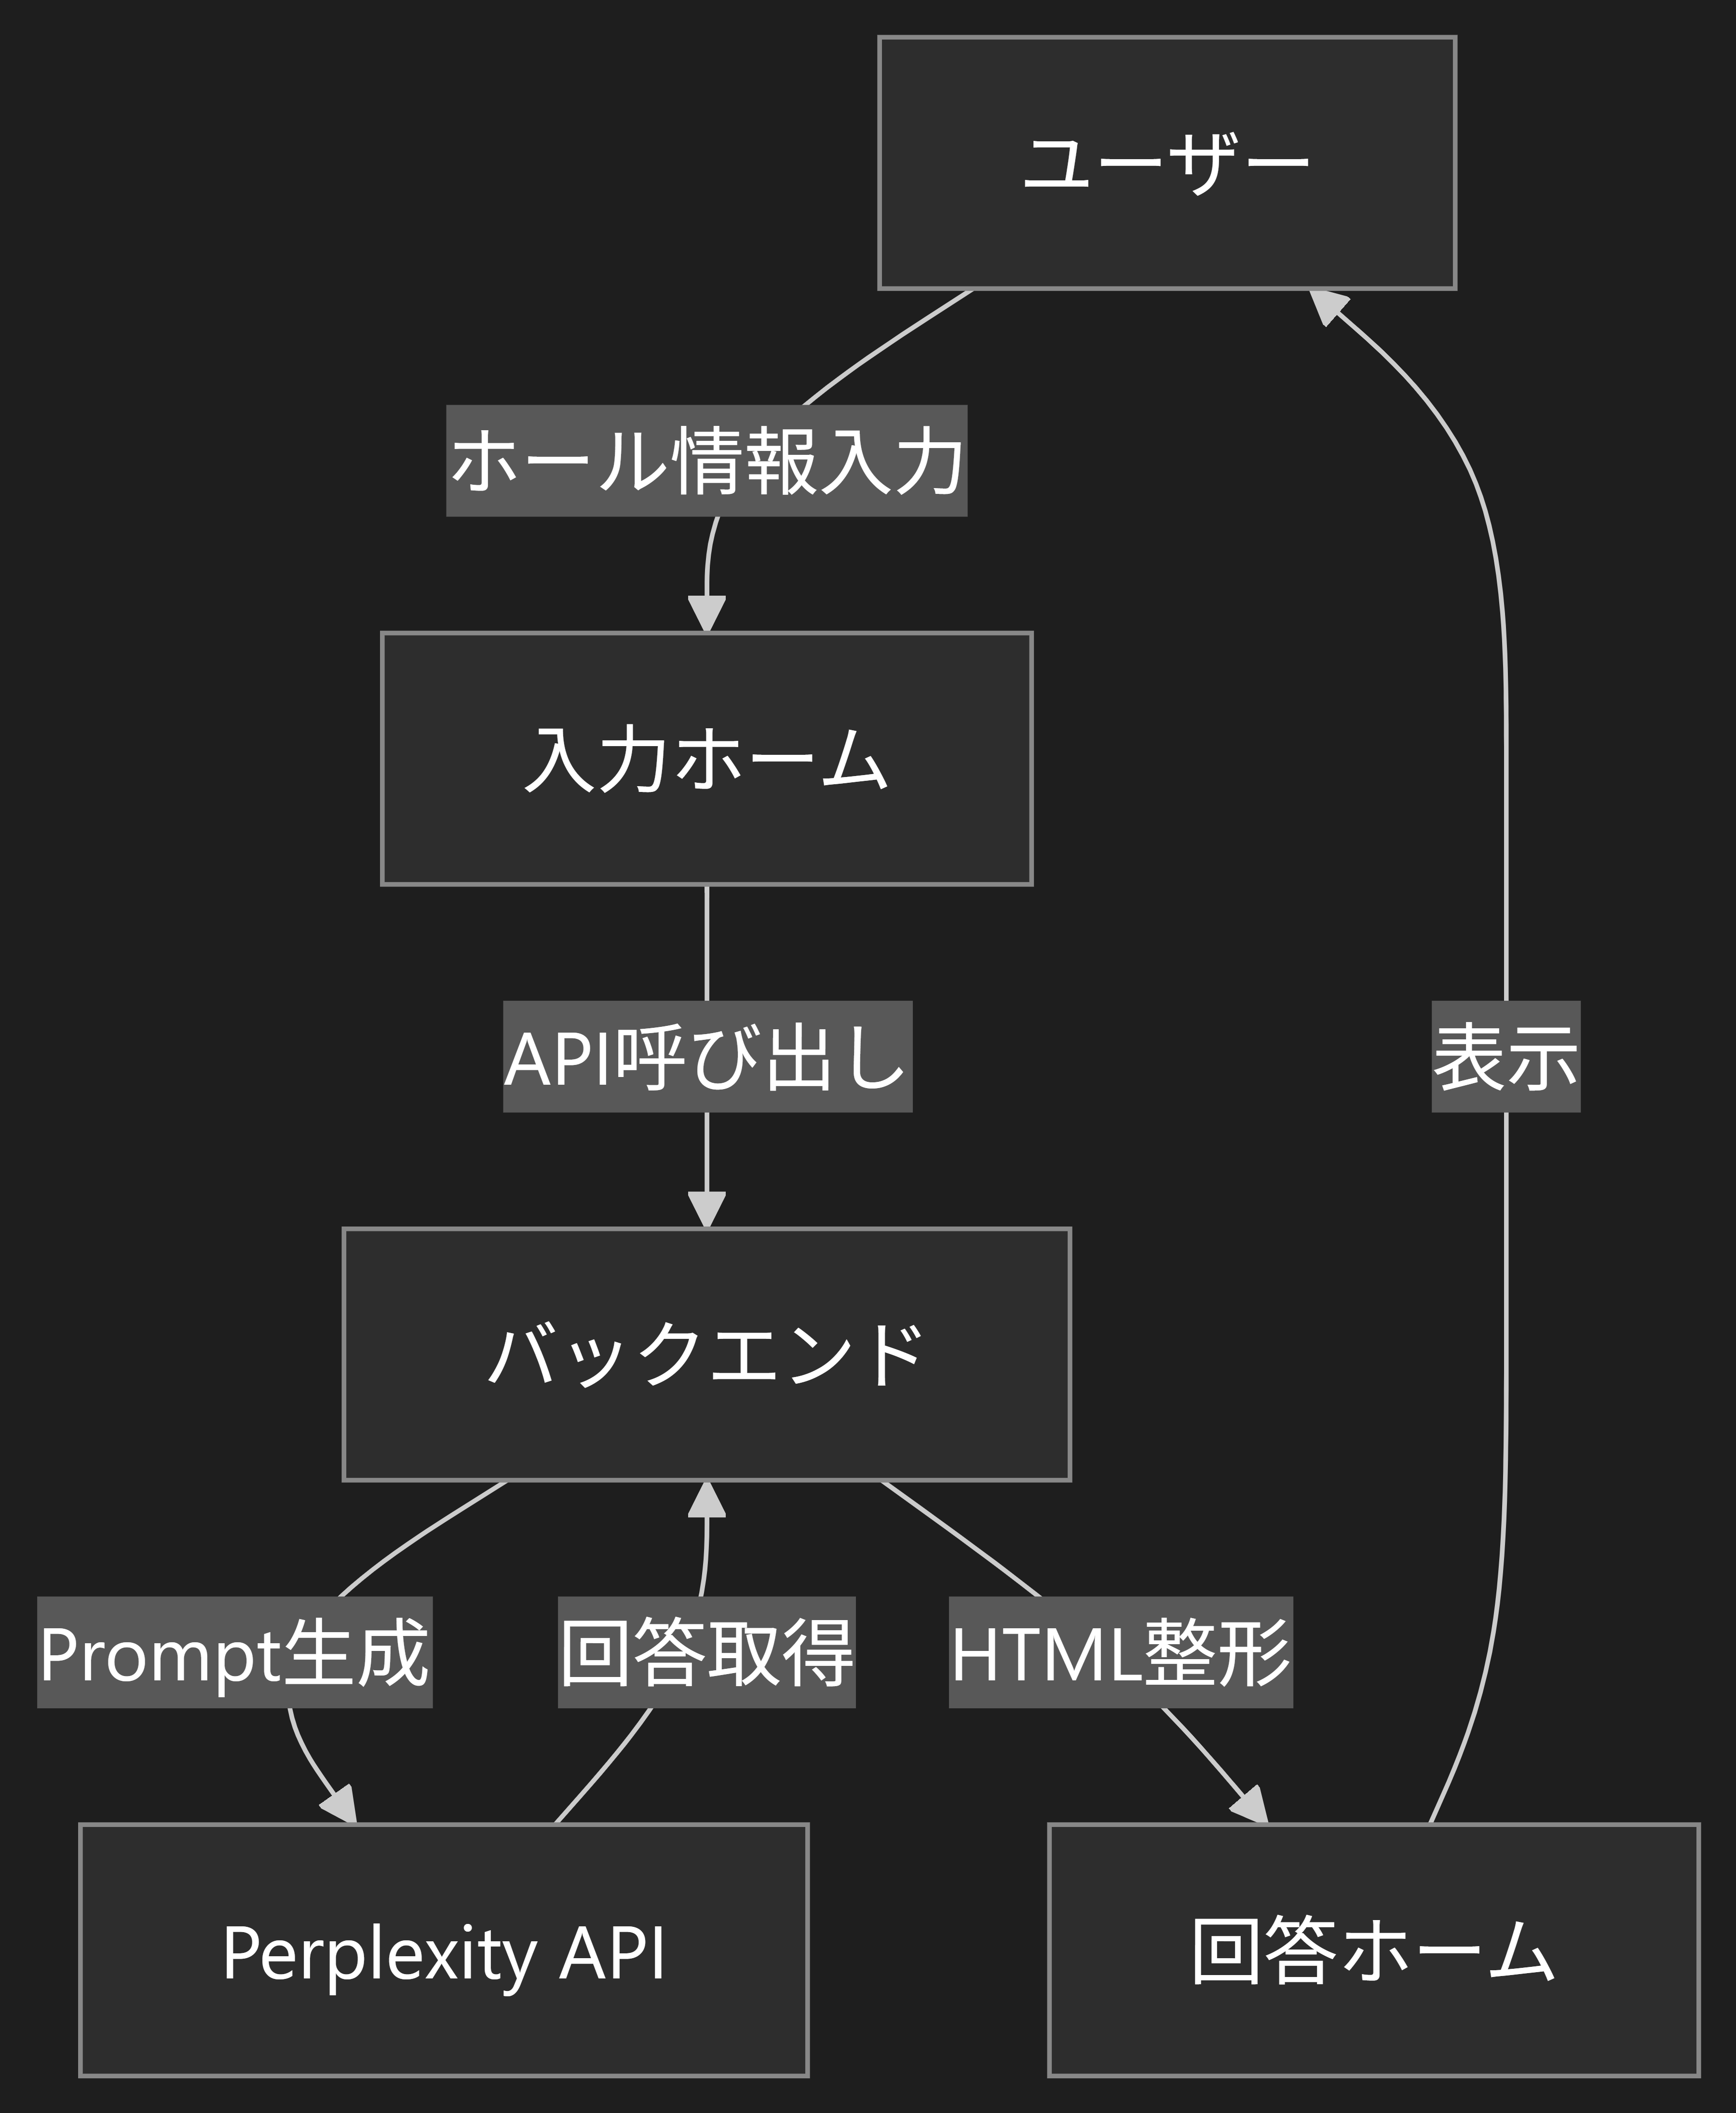 ユーザー
ホール情報入力
入力ホーム
API呼び出し
表示
バックエンド
Prompt生成
回答取得
HTML整形
Perplexity API
回答ホーム